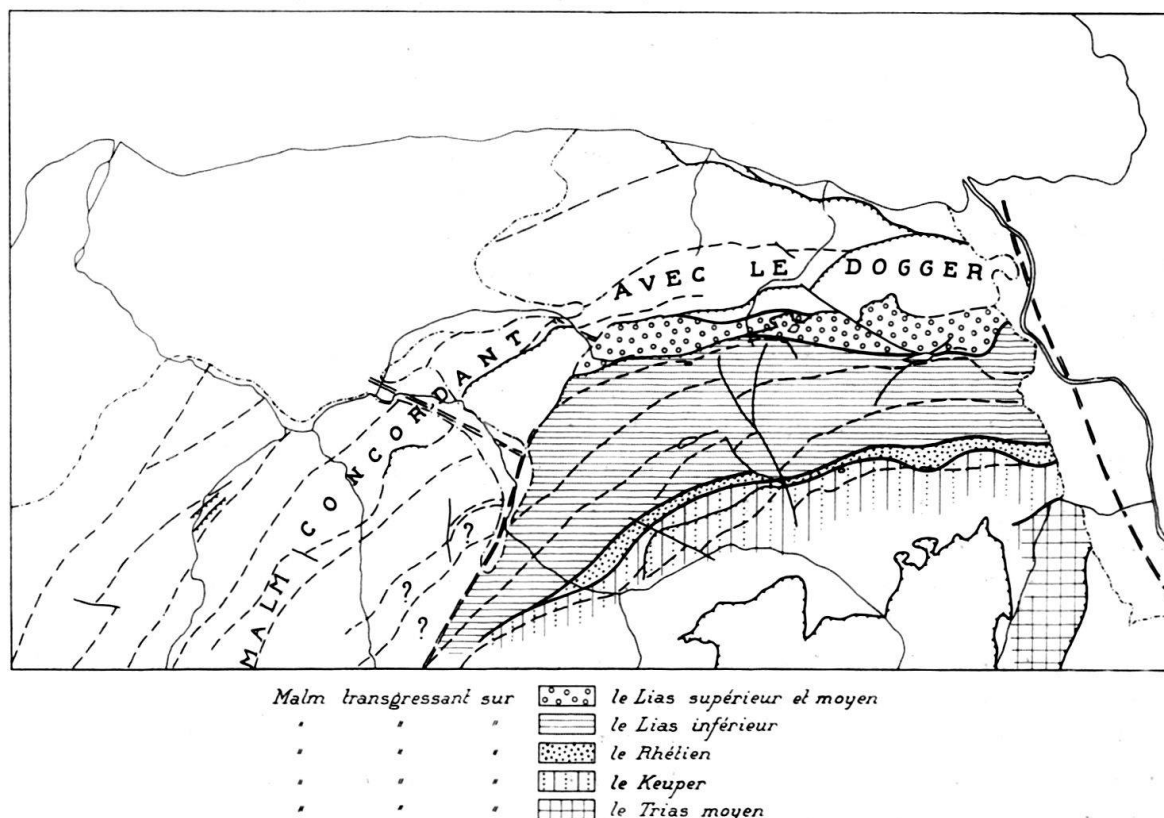 MALM CONCORDANT AVEC LE DOGGER
?
?
?
Malm transgressant sur le Lias supérieur et moyen
" " " le Lias inférieur
" " " le Rhétien
" " " le Keuper
" " " le Trias moyen